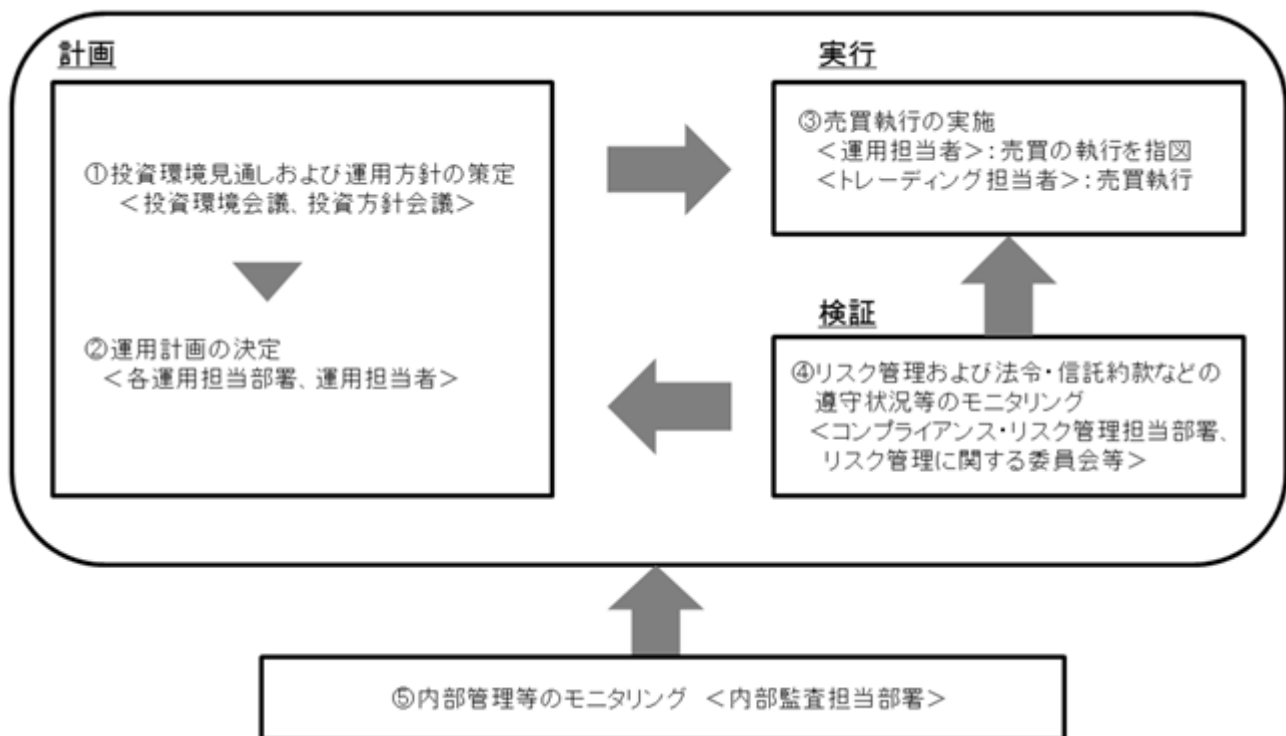 計画
①投資環境見通しおよび運用方針の策定
＜投資環境会議、投資方針会議＞
②運用計画の決定
＜各運用担当部署、運用担当者＞
実行
③売買執行の実施
＜運用担当者＞：売買の執行を指図
＜トレーディング担当者＞：売買執行
検証
④リスク管理および法令・信託約款などの
遵守状況等のモニタリング
＜コンプライアンス・リスク管理担当部署、
リスク管理に関する委員会等＞
⑤内部管理等のモニタリング ＜内部監査担当部署＞